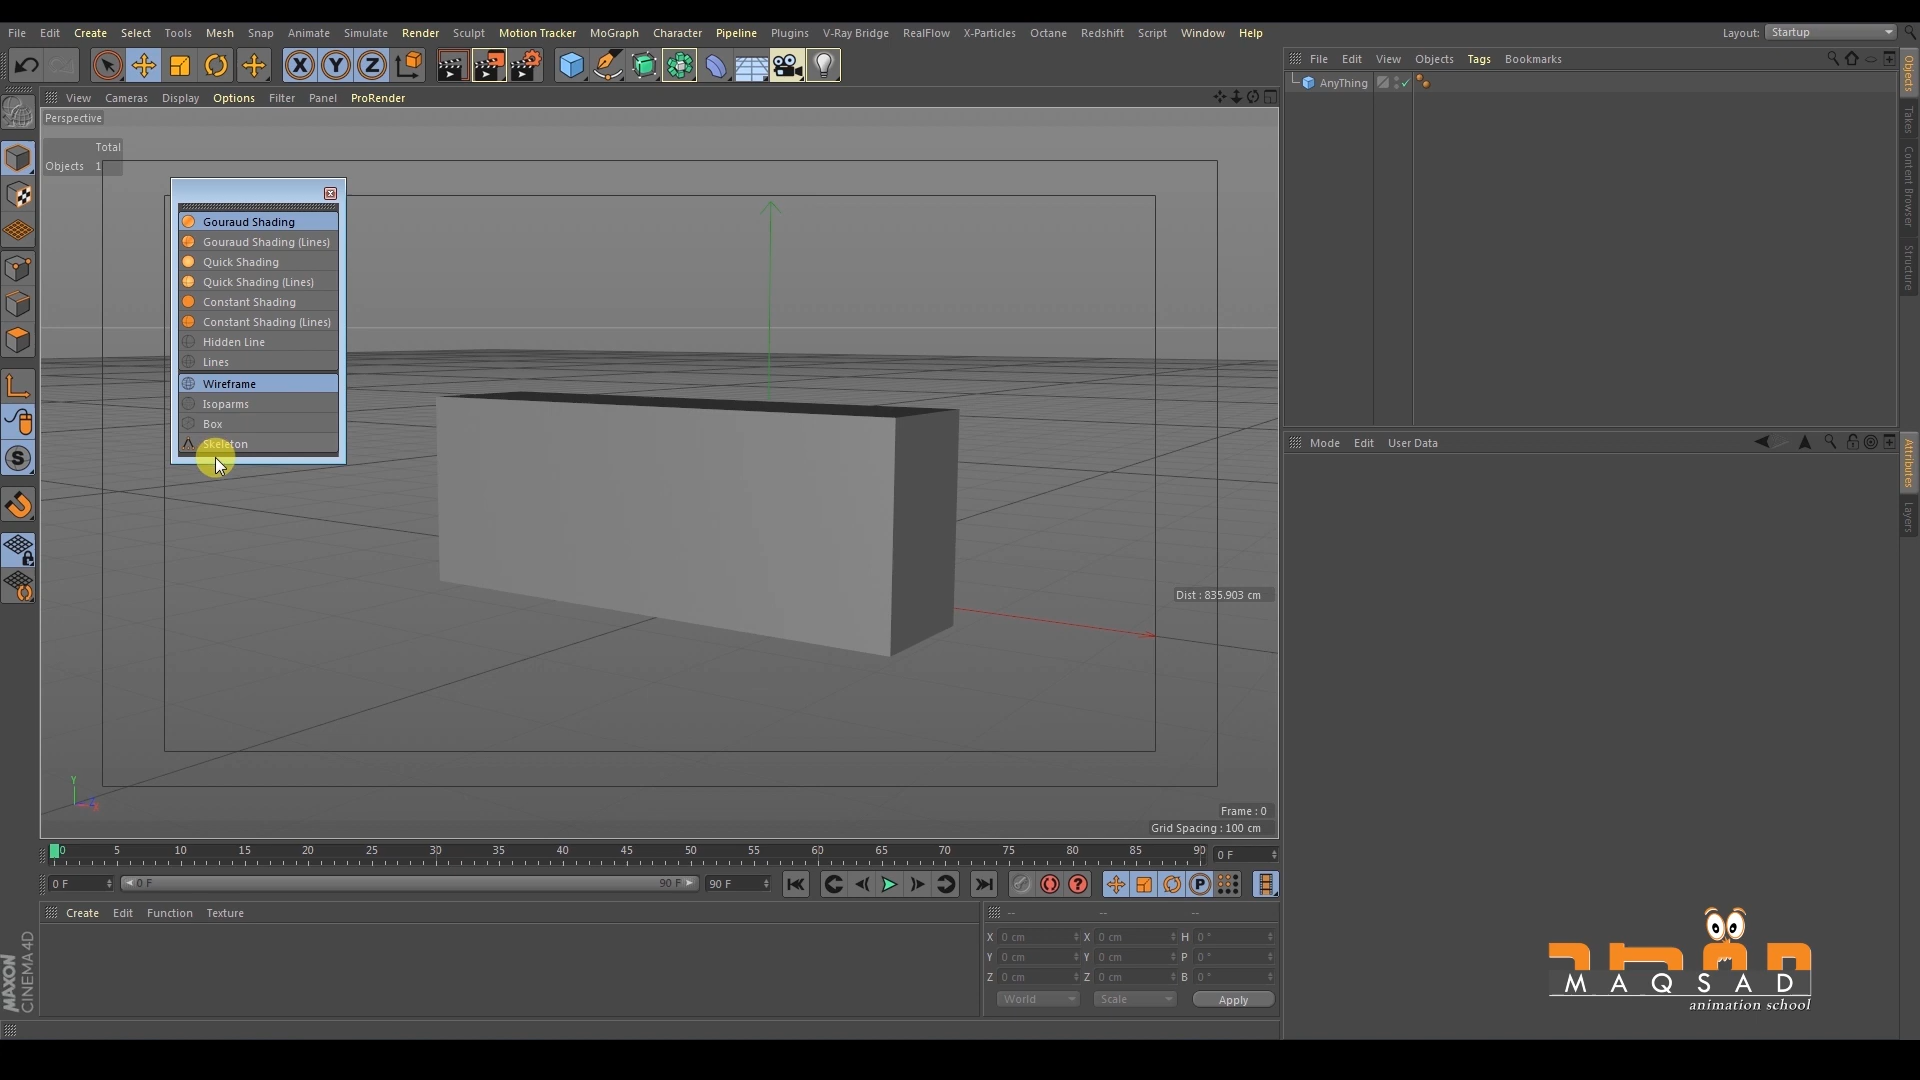 File Edit Create Select Tools Mesh Snap Animate Simulate Render Sculpt Motion Tracker MoGraph Character Pipeline Plugins V-Ray Bridge RealFlow X-Particles Octane Redshift Script Window Help Layout: Startup
File Edit View Objects Tags Bookmarks
View Cameras Display Options Filter Panel ProRender
AnyThing
Perspective
Total
Objects 1
Gouraud Shading
Gouraud Shading (Lines)
Quick Shading
Quick Shading (Lines)
Constant Shading
Constant Shading (Lines)
Hidden Line
Lines
Wireframe
Isoparms
Box
Skeleton
Objects
Takes
Content Browser
Structure
Mode Edit User Data
Attributes
Layers
Dist : 835.903 cm
Y
Frame : 0
Grid Spacing : 100 cm
0 5 10 15 20 25 30 35 40 45 50 55 60 65 70 75 80 85 90 0 F
0 F 0 F 90 F 90 F
Create Edit Function Texture
-- -- --
X 0 cm X 0 cm H 0 °
Y 0 cm Y 0 cm P 0 °
Z 0 cm Z 0 cm B 0 °
World Scale Apply
MAXON
CINEMA 4D
MAQSAD
animation school